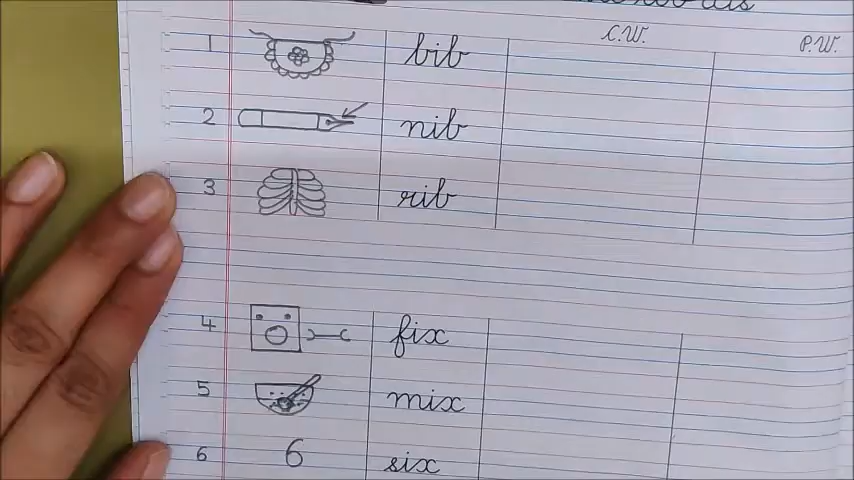 C.W. P.W.
1 bib
2 nib
3 rib
4 fix
5 mix
6 6 six